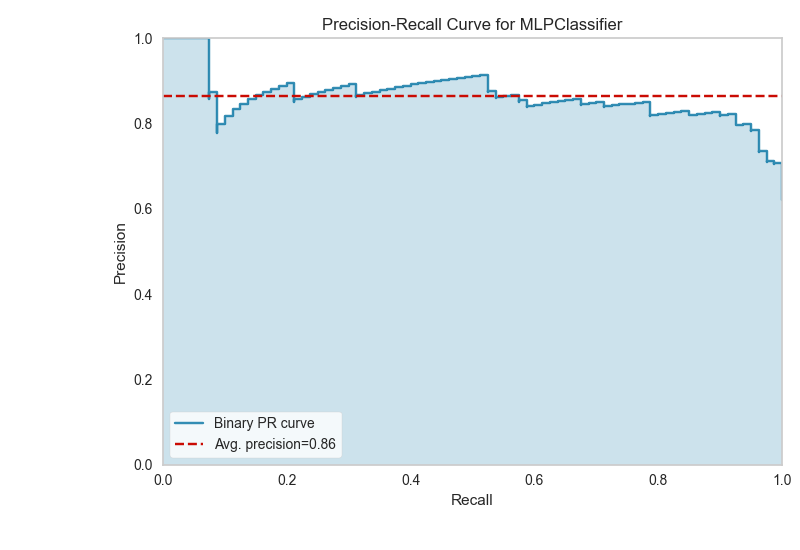 Precision-Recall Curve for MLPClassifier
1.0
0.8
0.6
0.4
0.2
0.0
Precision
Binary PR curve
Avg. precision=0.86
0.0 0.2 0.4 0.6 0.8 1.0
Recall